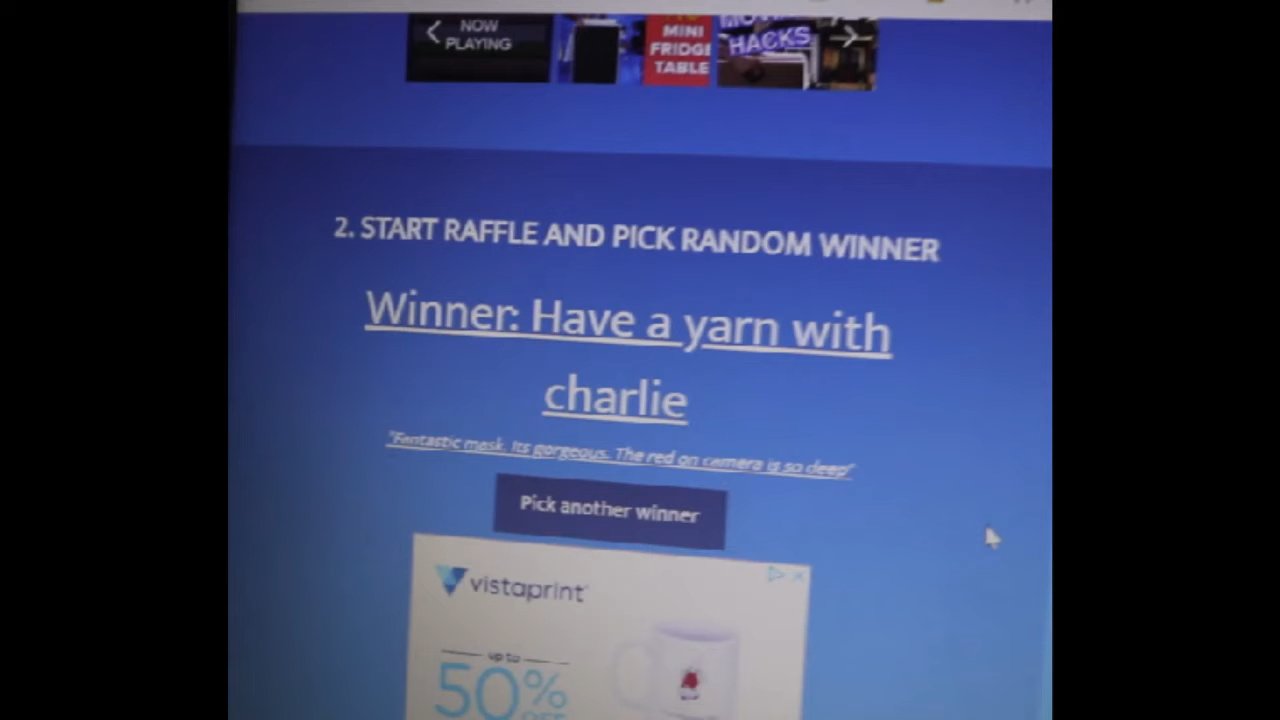 NOW
PLAYING
MINI
FRIDGE
TABLE
HACKS
2. START RAFFLE AND PICK RANDOM WINNER
Winner: Have a yarn with
charlie
"Fantastic mask. Its gorgeous. The red on camera is so deep"
Pick another winner
vistaprint
up to
50%
OFF